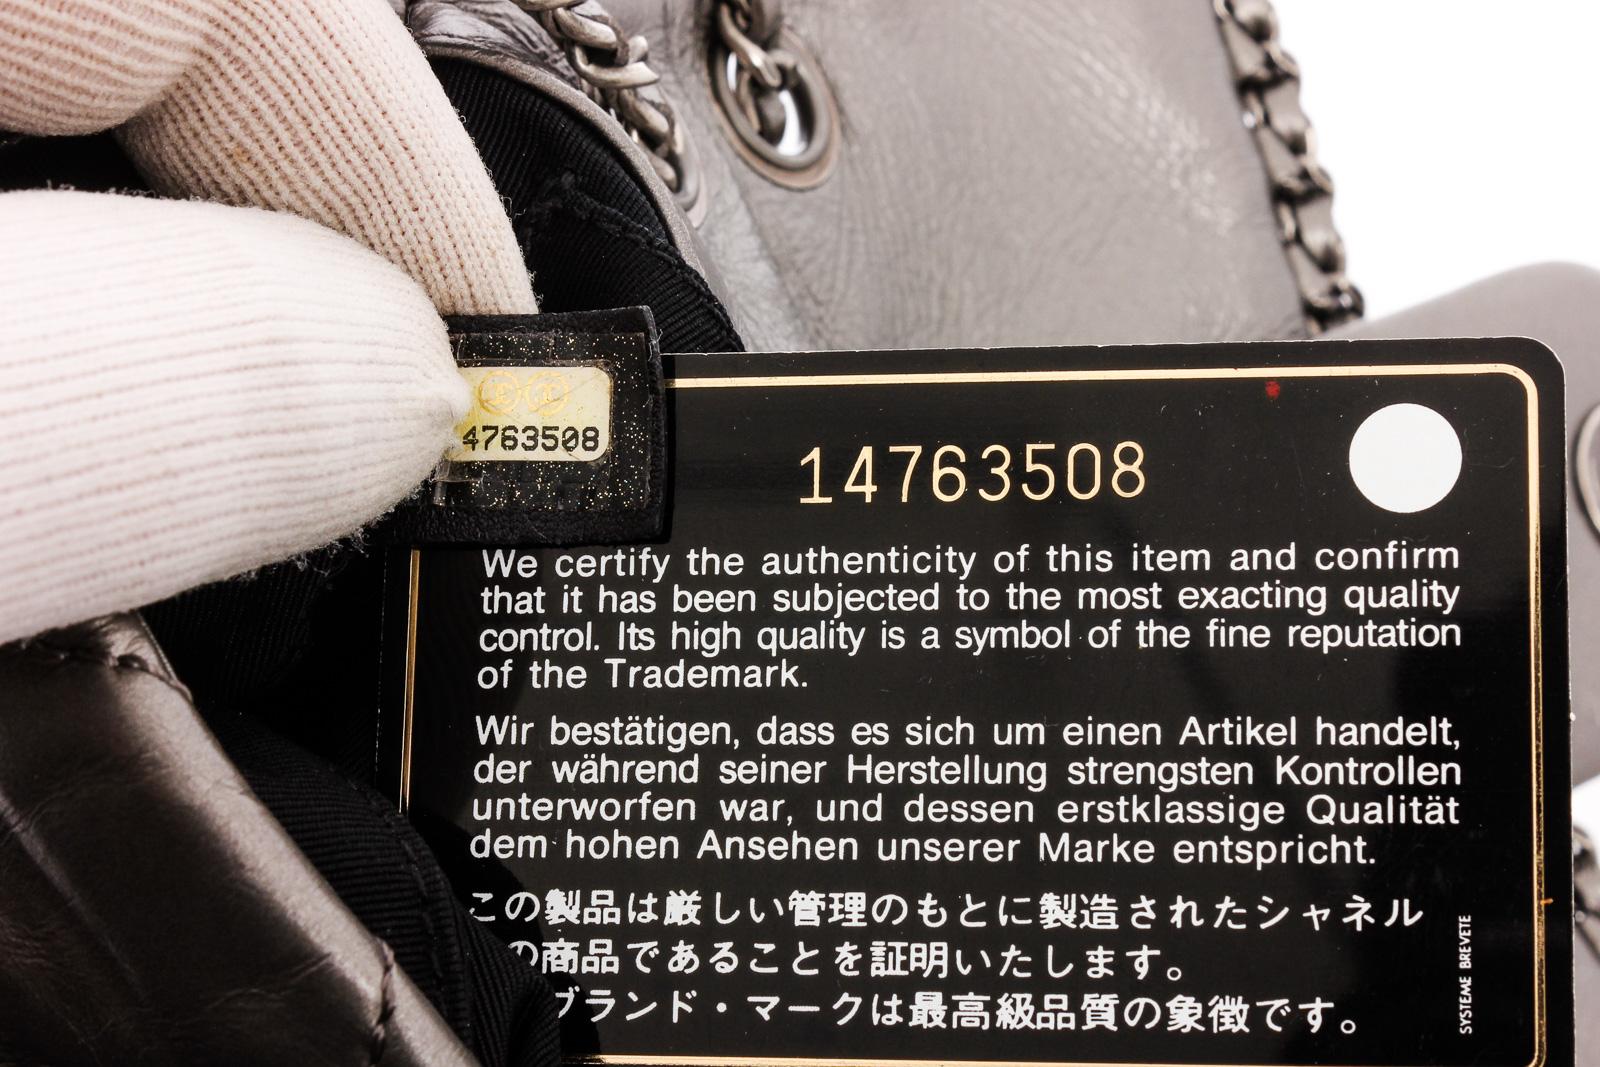 4763508
14763508
We certify the authenticity of this item and confirm
that it has been subjected to the most exacting quality
control. Its high quality is a symbol of the fine reputation
of the Trademark.
Wir bestätigen, dass es sich um einen Artikel handelt,
der während seiner Herstellung strengsten Kontrollen
unterworfen war, und dessen erstklassige Qualität
dem hohen Ansehen unserer Marke entspricht.
この製品は厳しい管理のもとに製造されたシャネル
の商品であることを証明いたします。
ブランド・マークは最高級品質の象徴です。
SYSTEME BREVETE